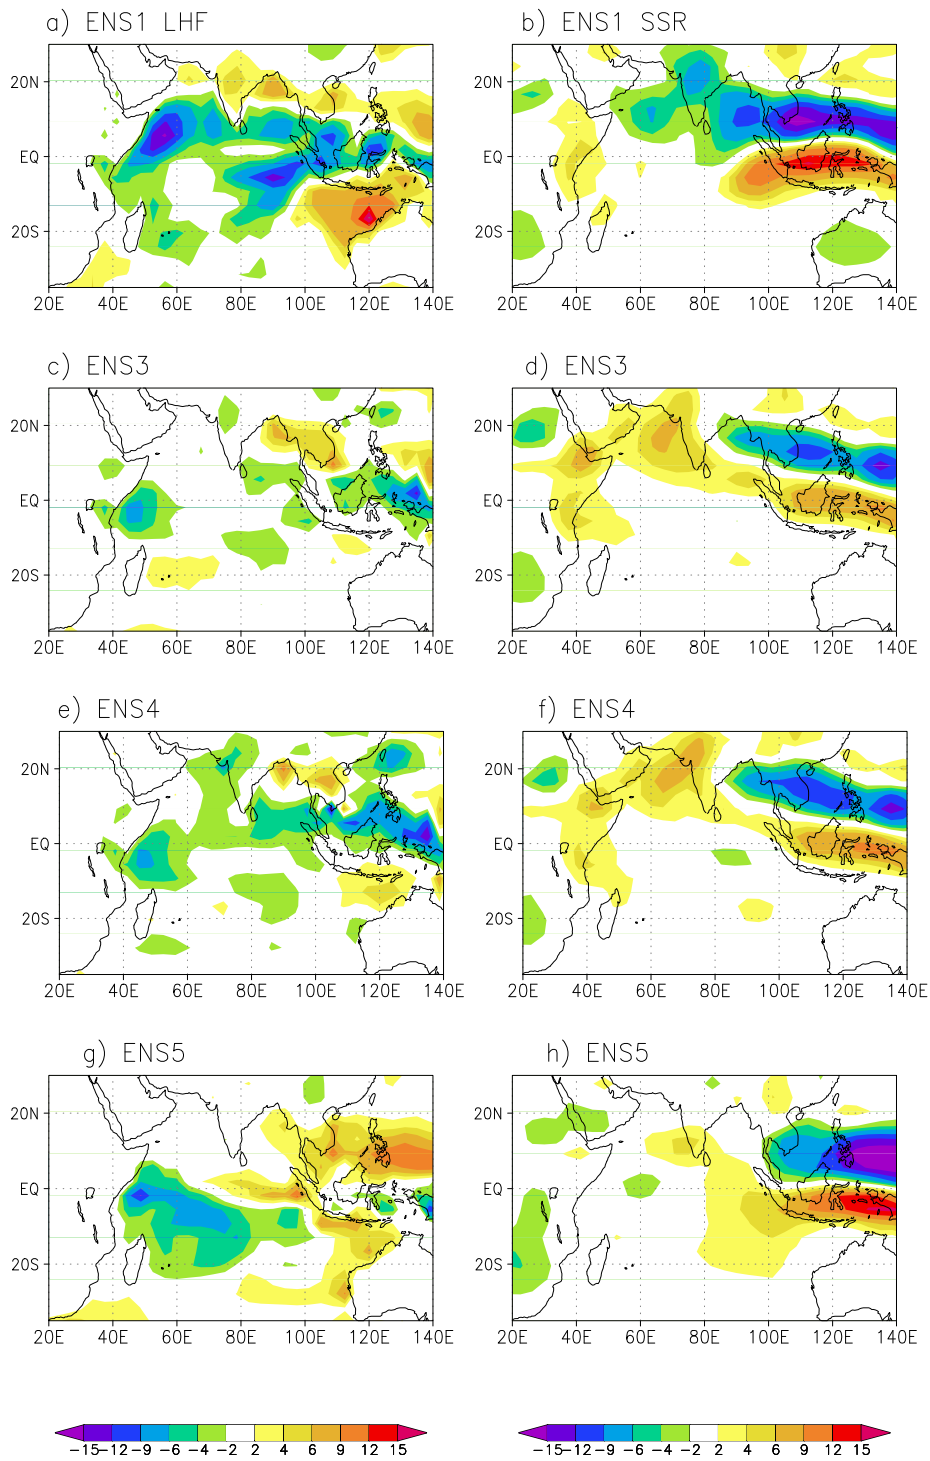 a) ENS1 LHF
b) ENS1 SSR
20N
EQ
20S
20E 40E 60E 80E 100E 120E 140E
20N
EQ
20S
20E 40E 60E 80E 100E 120E 140E
c) ENS3
d) ENS3
20N
EQ
20S
20E 40E 60E 80E 100E 120E 140E
20N
EQ
20S
20E 40E 60E 80E 100E 120E 140E
e) ENS4
f) ENS4
20N
EQ
20S
20E 40E 60E 80E 100E 120E 140E
20N
EQ
20S
20E 40E 60E 80E 100E 120E 140E
g) ENS5
h) ENS5
20N
EQ
20S
20E 40E 60E 80E 100E 120E 140E
20N
EQ
20S
20E 40E 60E 80E 100E 120E 140E
-15 -12 -9 -6 -4 -2 2 4 6 9 12 15
-15 -12 -9 -6 -4 -2 2 4 6 9 12 15